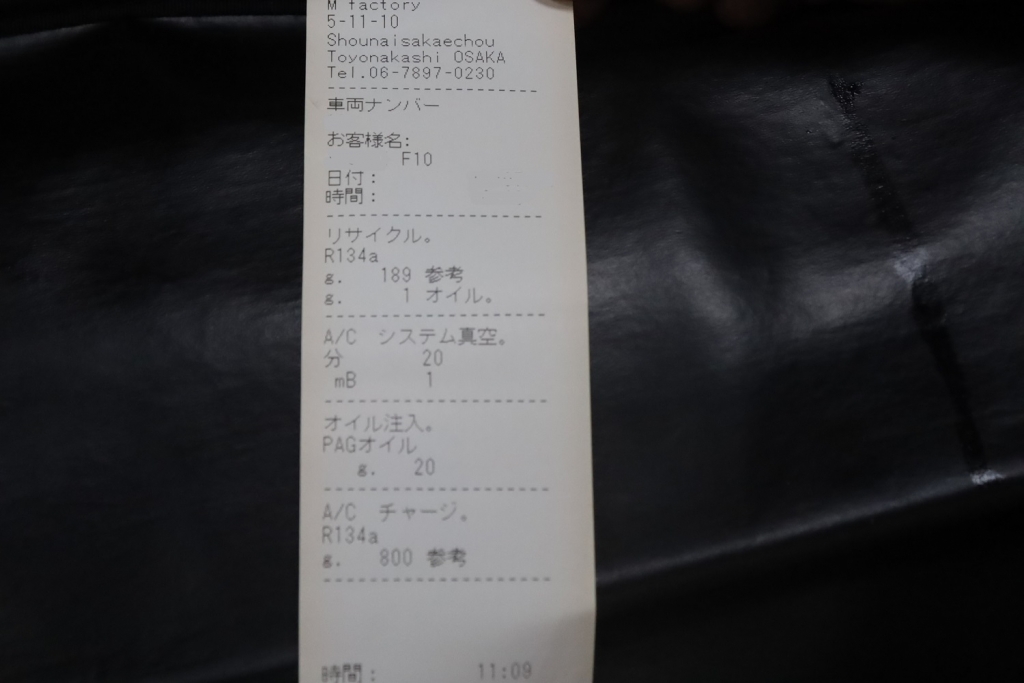 M factory
5-11-10
Shounaisakaechou
Toyonakashi OSAKA
Tel.06-7897-0230
車両ナンバー
お客様名:
F10
日付:
時間:
リサイクル。
R134a
g. 189 参考
g. 1 オイル。
A/C システム真空。
分 20
mB 1
オイル注入。
PAGオイル
g. 20
A/C チャージ。
R134a
g. 800 参考
時間: 11:09